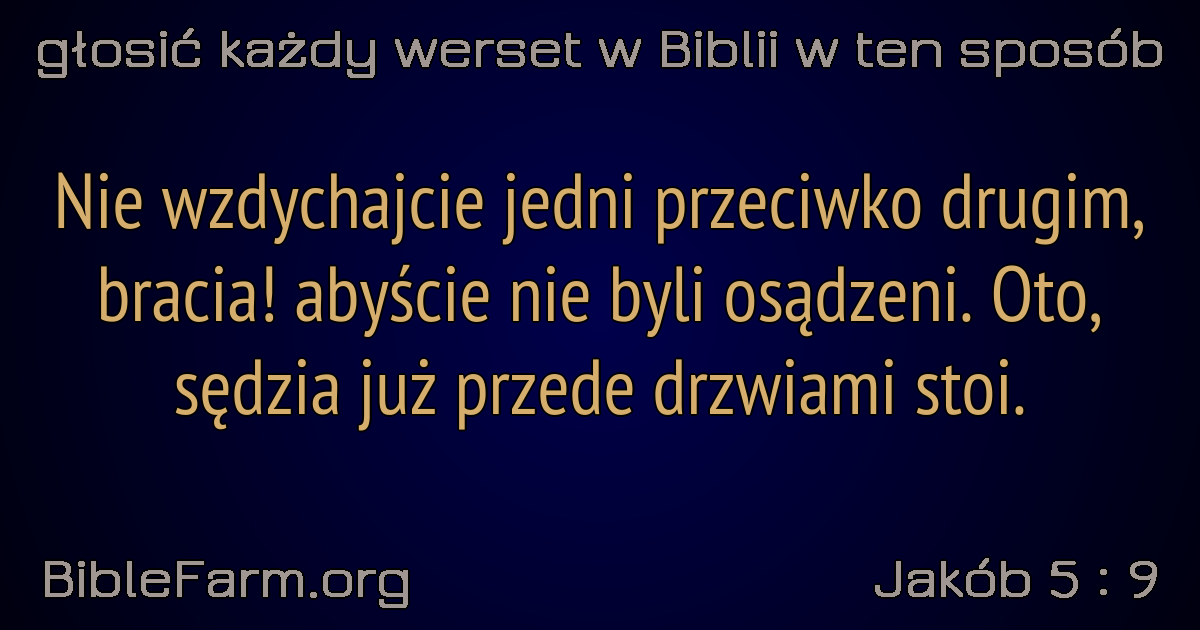 głosić każdy werset w Biblii w ten sposób
Nie wzdychajcie jedni przeciwko drugim,
bracia! abyście nie byli osądzeni. Oto,
sędzia już przede drzwiami stoi.
BibleFarm.org
Jakób 5 : 9